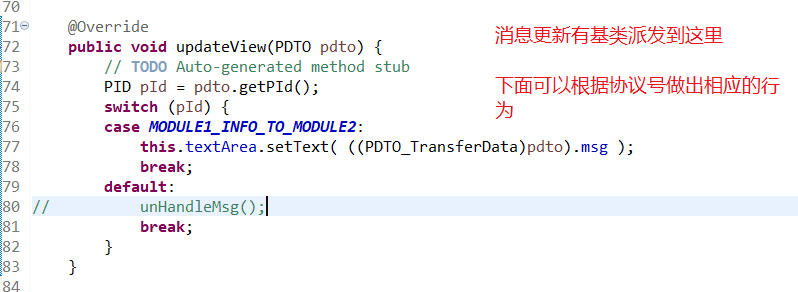 70
71 @Override
消息更新有基类派发到这里
72 public void updateView(PDTO pdto) {
73 // TODO Auto-generated method stub
74 PID pId = pdto.getPId();
下面可以根据协议号做出相应的行
为
75 switch (pId) {
76 case MODULE1_INFO_TO_MODULE2:
77 this.textArea.setText( ((PDTO_TransferData)pdto).msg );
78 break;
79 default:
80 // unHandleMsg();
81 break;
82 }
83 }
84